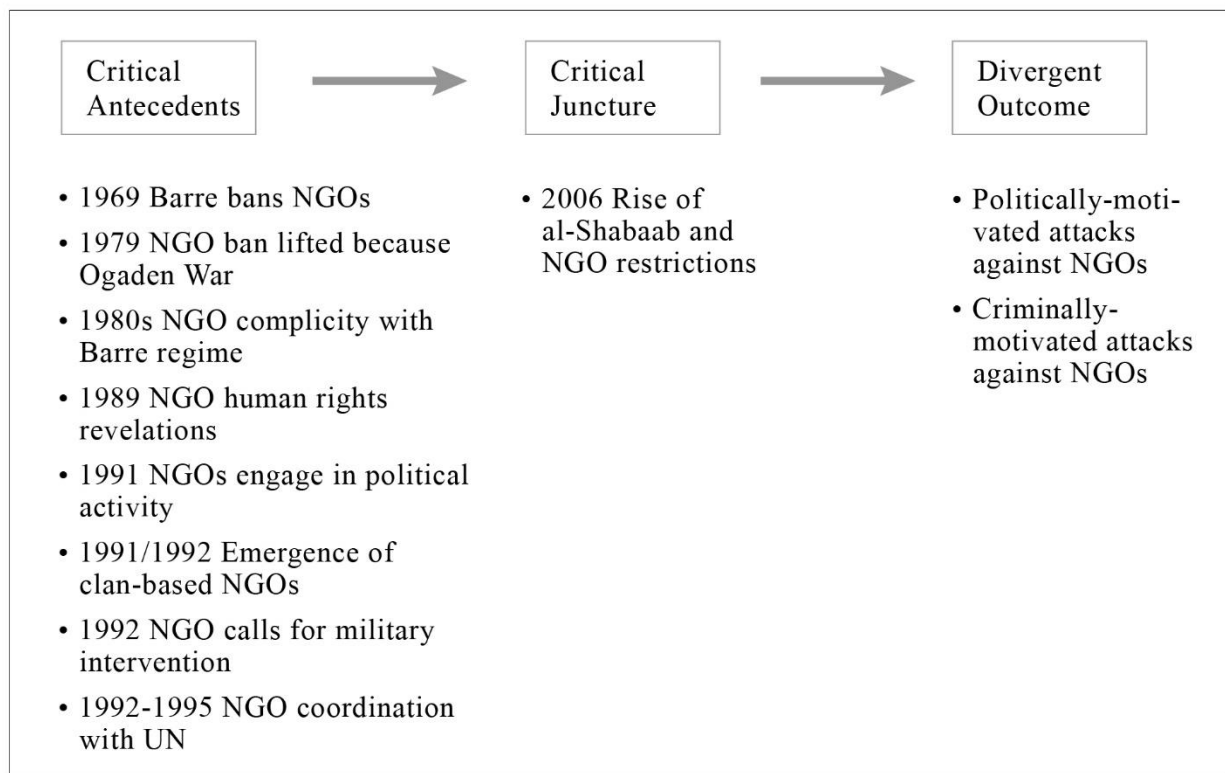 Critical
Antecedents
Critical
Juncture
Divergent
Outcome
• 1969 Barre bans NGOs
• 1979 NGO ban lifted because
Ogaden War
• 1980s NGO complicity with
Barre regime
• 1989 NGO human rights
revelations
• 1991 NGOs engage in political
activity
• 1991/1992 Emergence of
clan-based NGOs
• 1992 NGO calls for military
intervention
• 1992-1995 NGO coordination
with UN
• 2006 Rise of
al-Shabaab and
NGO restrictions
• Politically-moti-
vated attacks
against NGOs
• Criminally-
motivated attacks
against NGOs